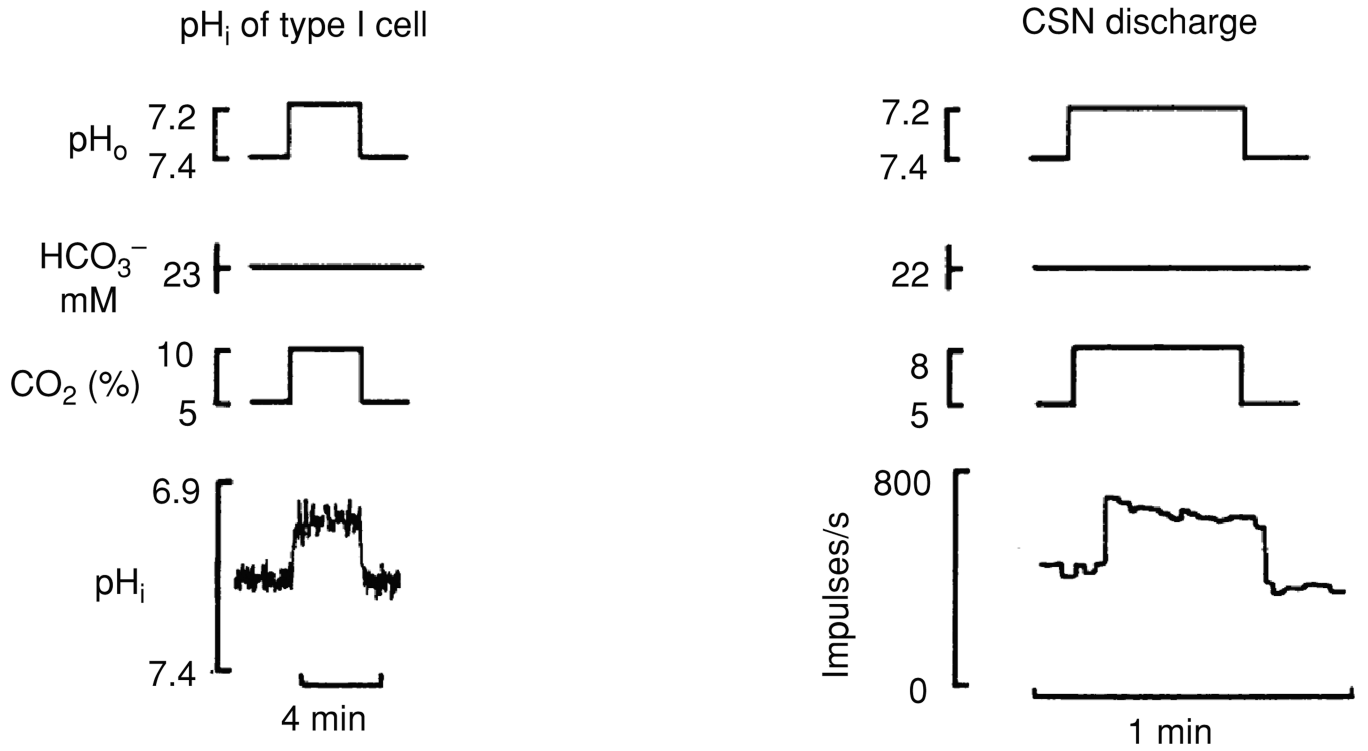 pHᵢ of type I cell
CSN discharge
pHₒ
7.2
7.4
7.2
7.4
HCO₃⁻
mM
23
22
CO₂ (%)
10
5
8
5
pHᵢ
6.9
7.4
4 min
Impulses/s
800
0
1 min